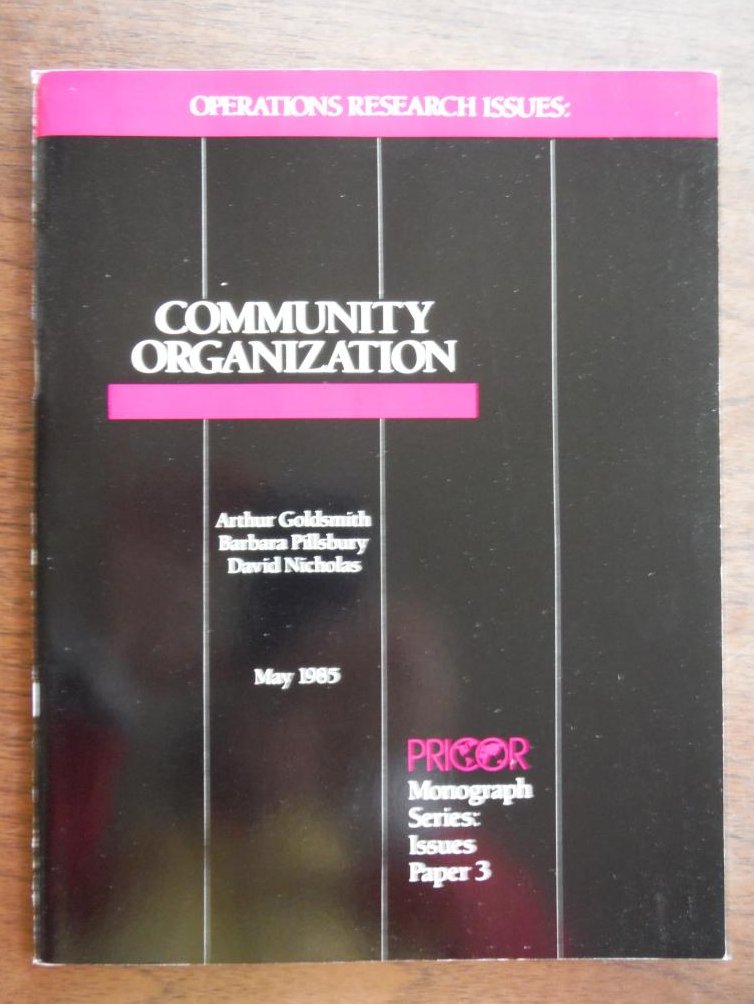 OPERATIONS RESEARCH ISSUES:
COMMUNITY
ORGANIZATION
Arthur Goldsmith
Barbara Pillsbury
David Nicholas
May 1985
PRICOR
Monograph
Series:
Issues
Paper 3